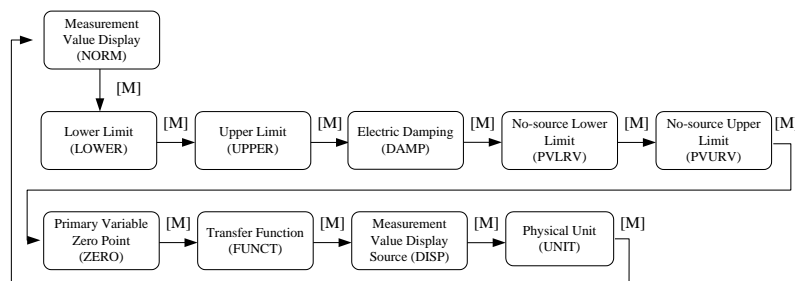 Measurement
Value Display
(NORM)
[M]
Lower Limit
(LOWER)
[M]
Upper Limit
(UPPER)
[M]
Electric Damping
(DAMP)
[M]
No-source Lower
Limit
(PVLRV)
[M]
No-source Upper
Limit
(PVURV)
[M]
Primary Variable
Zero Point
(ZERO)
[M]
Transfer Function
(FUNCT)
[M]
Measurement
Value Display
Source (DISP)
[M]
Physical Unit
(UNIT)
[M]